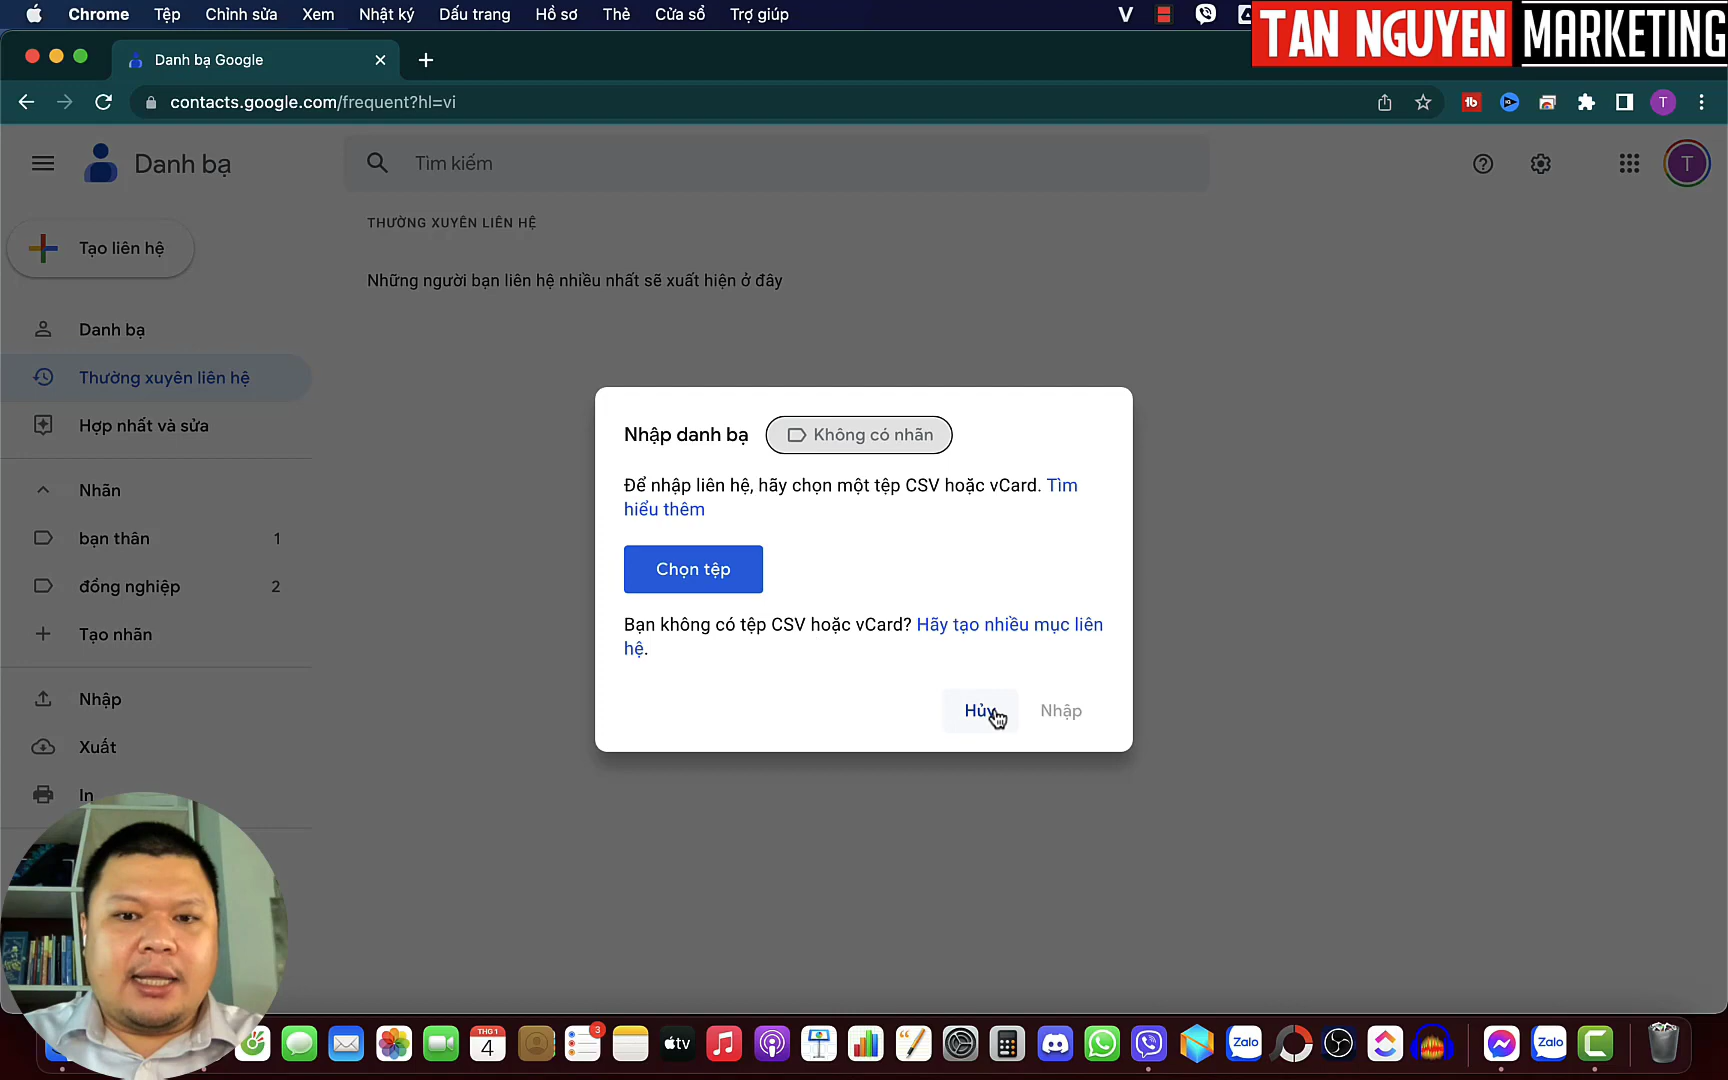 Chrome Tệp Chỉnh sửa Xem Nhật ký Dấu trang Hồ sơ Thẻ Cửa sổ Trợ giúp
TAN NGUYEN MARKETING
Danh bạ Google
contacts.google.com/frequent?hl=vi
T
Danh bạ
Tìm kiếm
T
THƯỜNG XUYÊN LIÊN HỆ
Tạo liên hệ
Những người bạn liên hệ nhiều nhất sẽ xuất hiện ở đây
Danh bạ
Thường xuyên liên hệ
Hợp nhất và sửa
Nhãn
bạn thân 1
đồng nghiệp 2
Tạo nhãn
Nhập
Xuất
In
Nhập danh bạ Không có nhãn
Để nhập liên hệ, hãy chọn một tệp CSV hoặc vCard. Tìm
hiểu thêm
Chọn tệp
Bạn không có tệp CSV hoặc vCard? Hãy tạo nhiều mục liên
hệ.
Hủy Nhập
THG 1
4
3
tv
Zalo
Zalo